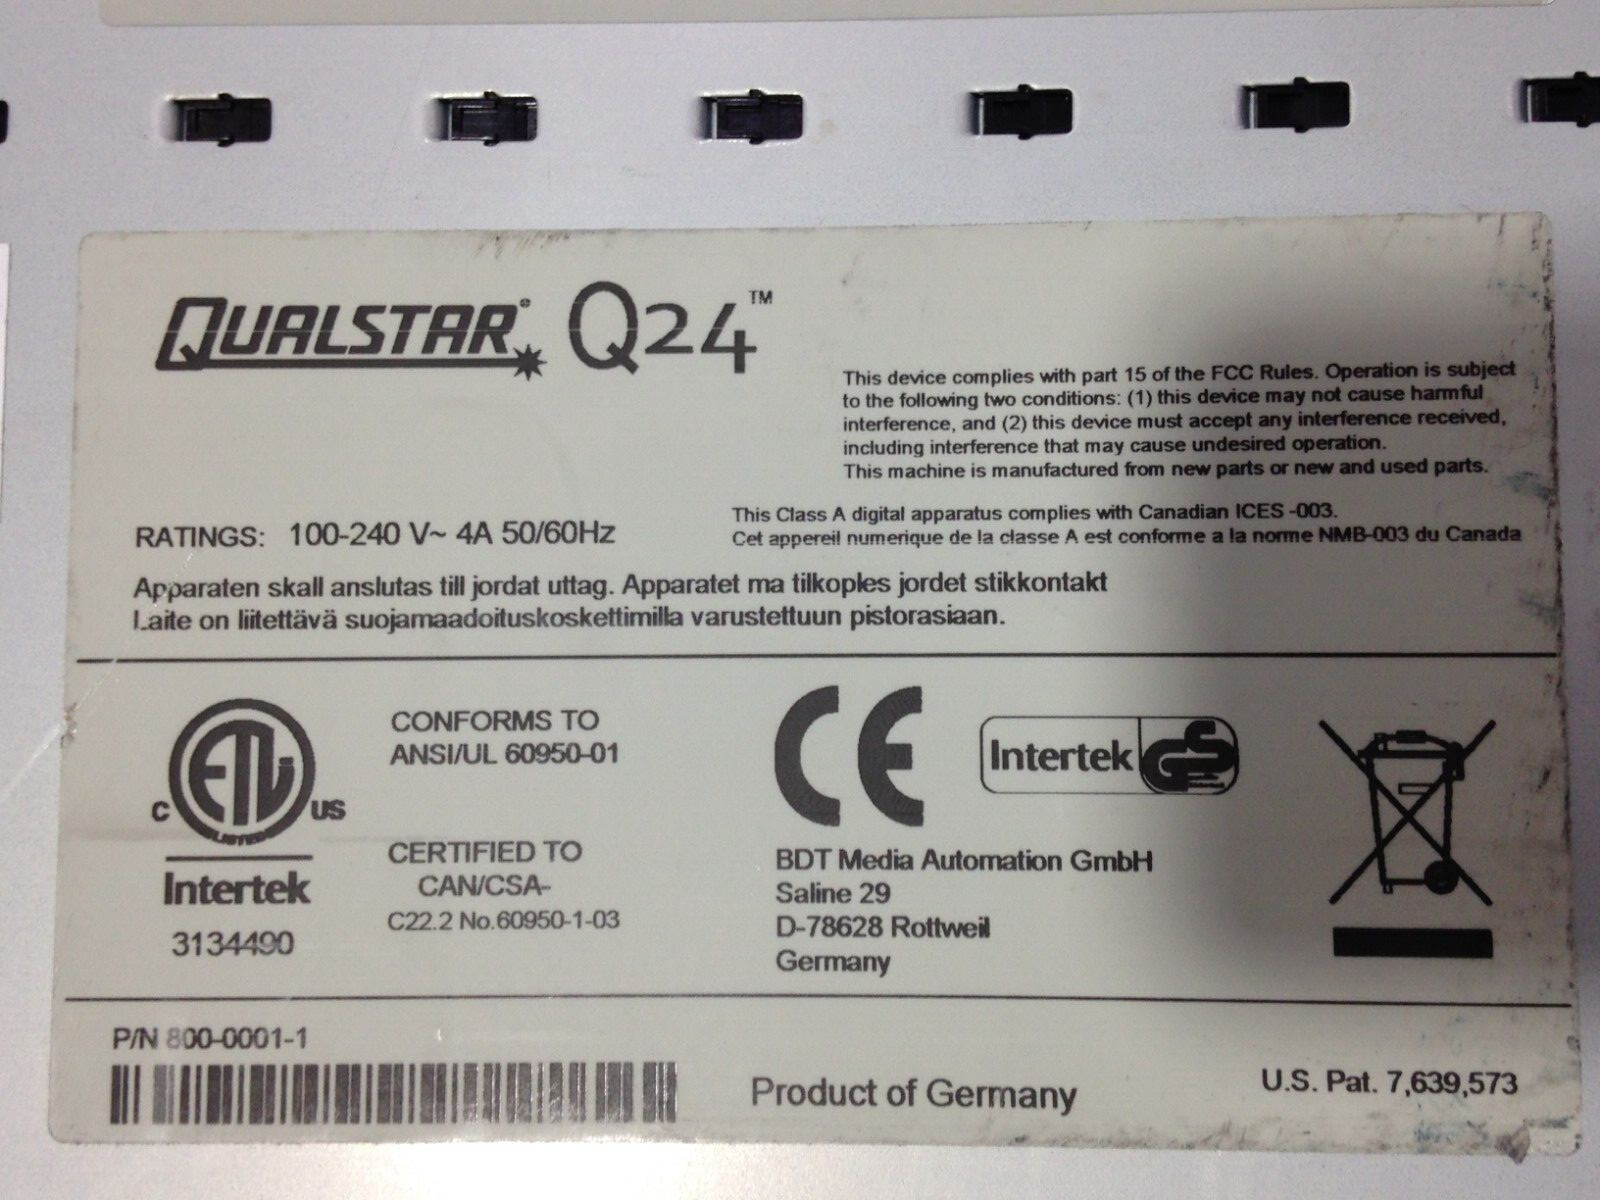 QUALSTAR® Q24™
This device complies with part 15 of the FCC Rules. Operation is subject
to the following two conditions: (1) this device may not cause harmful
interference, and (2) this device must accept any interference received,
including interference that may cause undesired operation.
This machine is manufactured from new parts or new and used parts.
RATINGS: 100-240 V~ 4A 50/60Hz
This Class A digital apparatus complies with Canadian ICES -003.
Cet appereil numerique de la classe A est conforme a la norme NMB-003 du Canada
Apparaten skall anslutas till jordat uttag. Apparatet ma tilkoples jordet stikkontakt
Laite on liitettävä suojamaadoituskoskettimilla varustettuun pistorasiaan.
ETL
C US
LISTED
Intertek
3134490
CONFORMS TO
ANSI/UL 60950-01
CERTIFIED TO
CAN/CSA-
C22.2 No.60950-1-03
CE
Intertek GS
BDT Media Automation GmbH
Saline 29
D-78628 Rottweil
Germany
P/N 800-0001-1
Product of Germany
U.S. Pat. 7,639,573